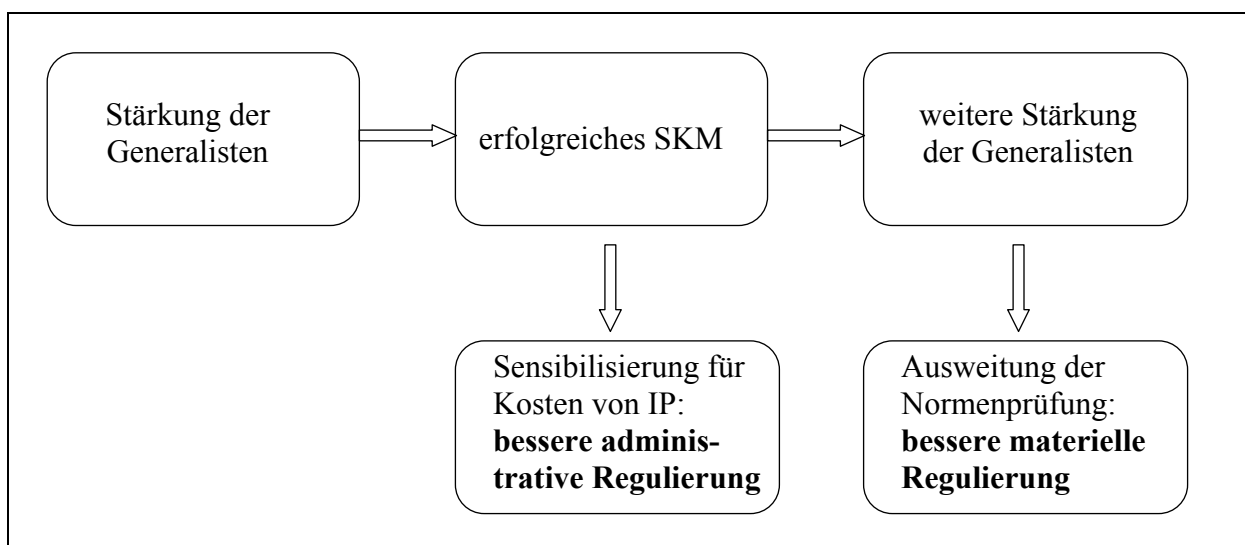 Stärkung der
Generalisten
erfolgreiches SKM
weitere Stärkung
der Generalisten
Sensibilisierung für
Kosten von IP:
bessere adminis-
trative Regulierung
Ausweitung der
Normenprüfung:
bessere materielle
Regulierung